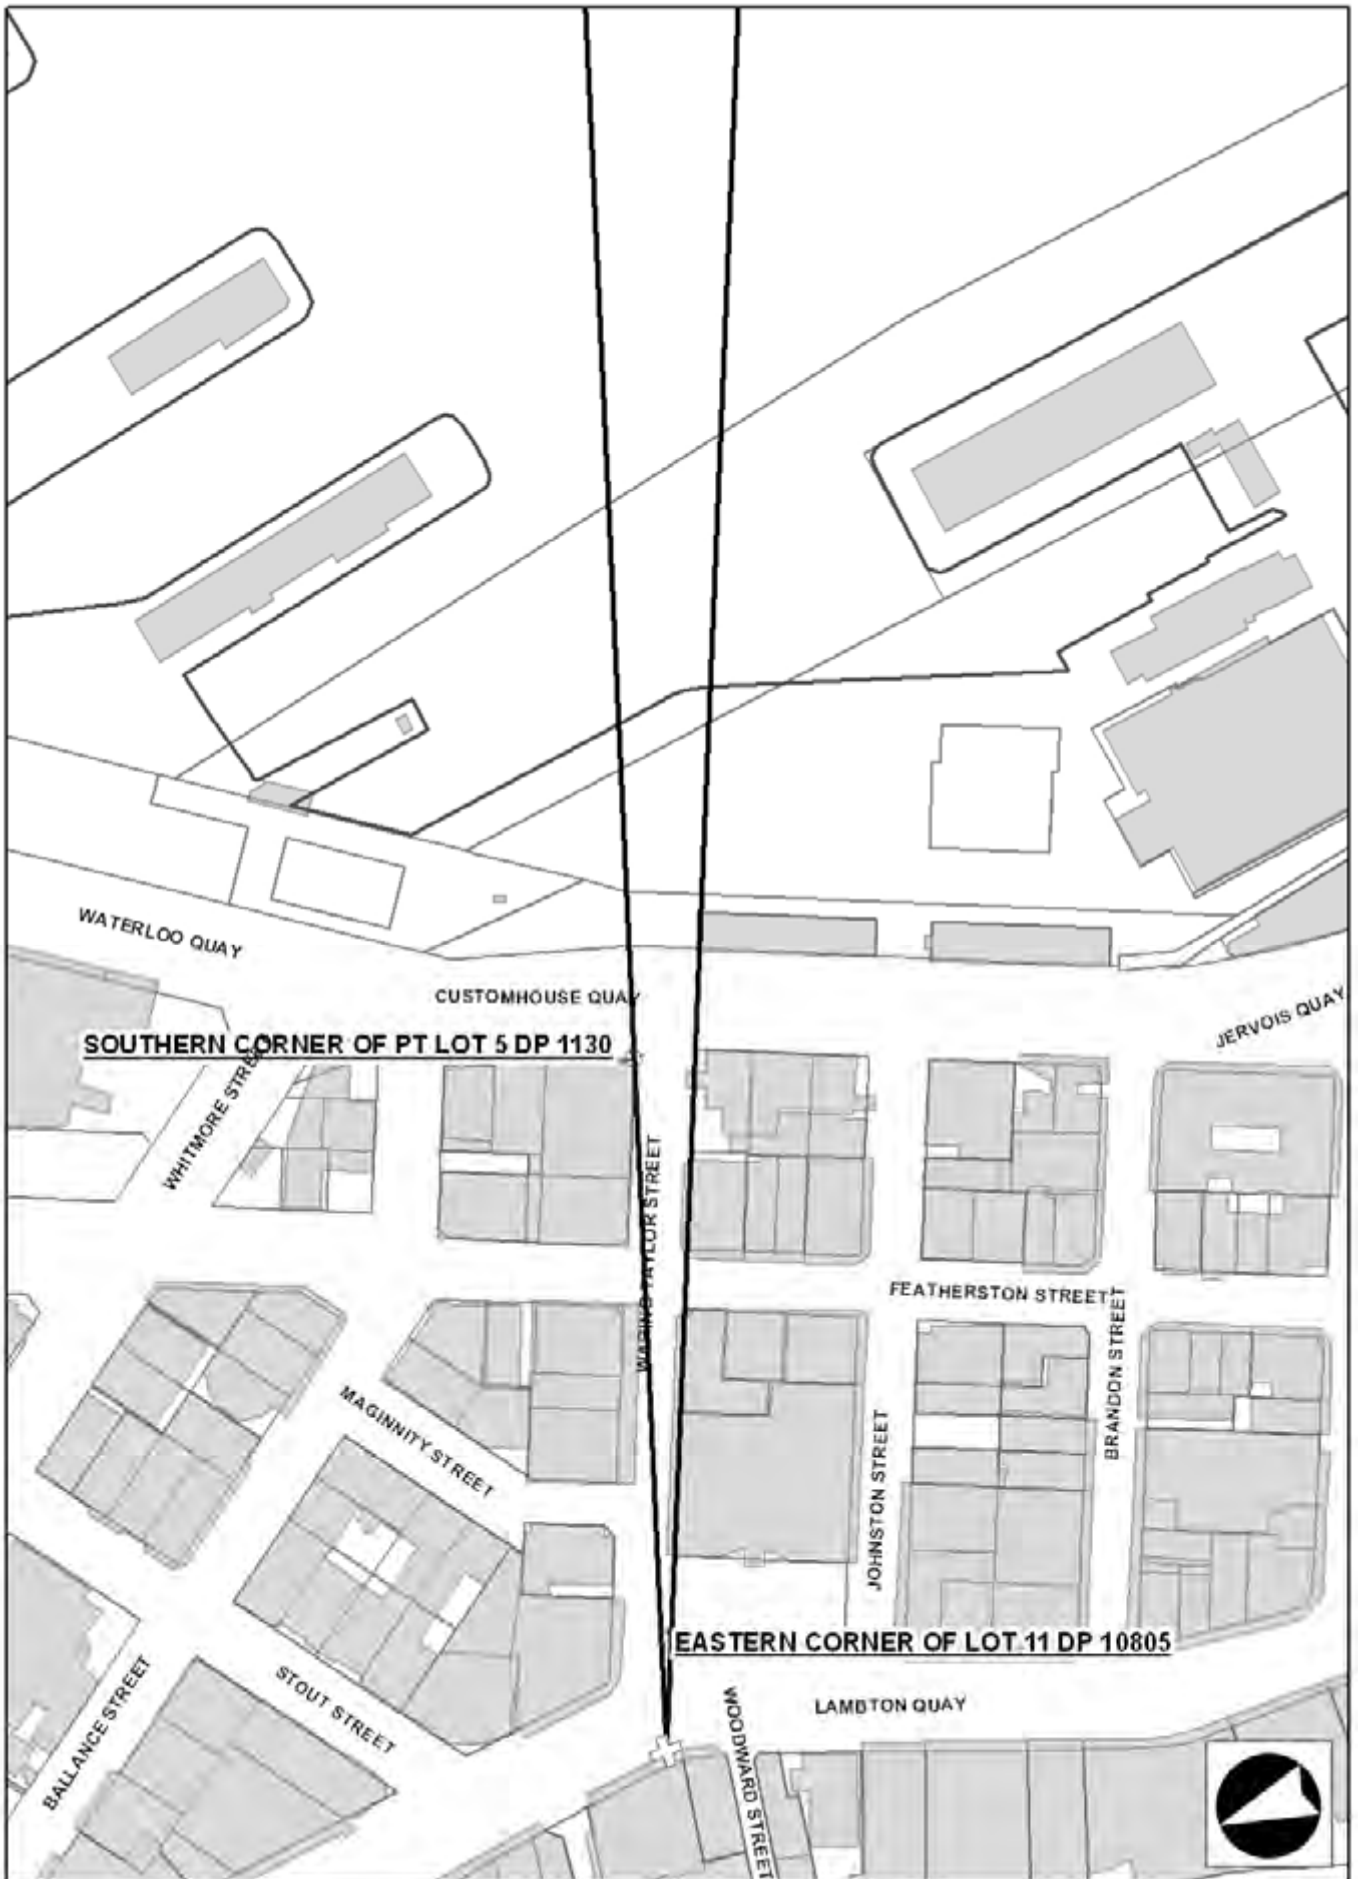 WATERLOO QUAY
CUSTOMHOUSE QUAY
JERVOIS QUAY
SOUTHERN CORNER OF PT LOT 5 DP 1130
WHITMORE STREET
WARING TAYLOR STREET
FEATHERSTON STREET
BRANDON STREET
MAGINNITY STREET
JOHNSTON STREET
EASTERN CORNER OF LOT 11 DP 10805
STOUT STREET
BALLANCE STREET
LAMBTON QUAY
WOODWARD STREET